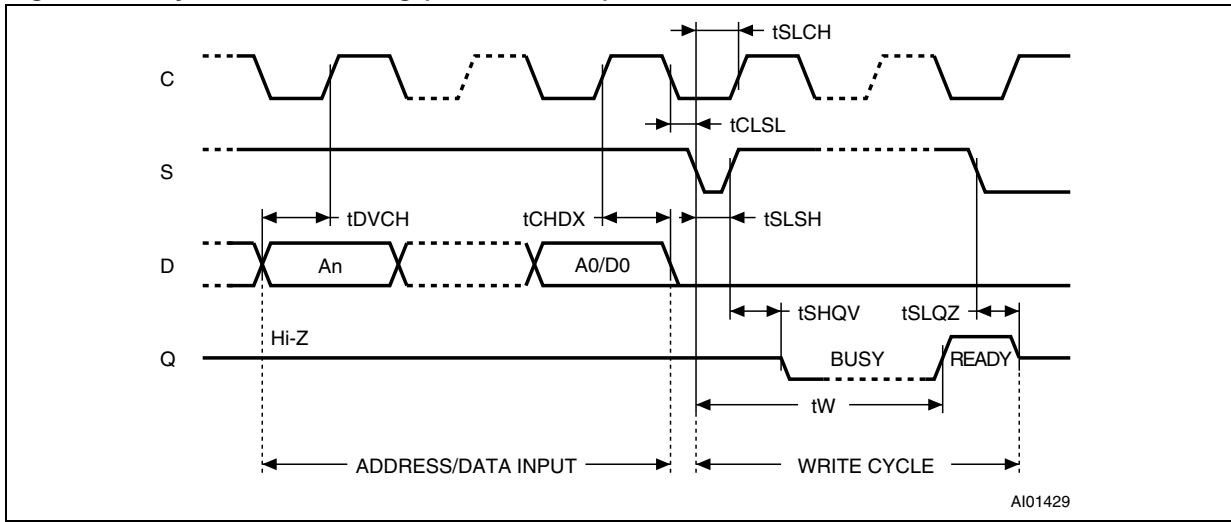 tSLCH
C
tCLSL
S
tDVCH
tCHDX
tSLSH
D
An
A0/D0
tSHQV
tSLQZ
Hi-Z
Q
BUSY
READY
tW
ADDRESS/DATA INPUT
WRITE CYCLE
AI01429